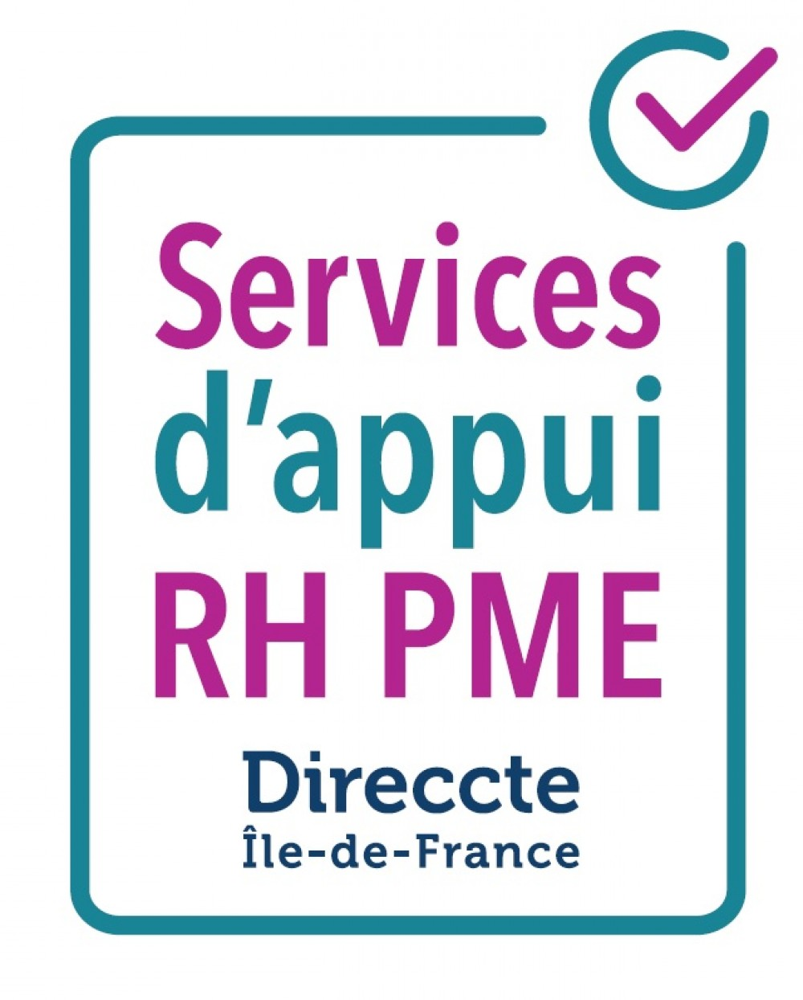 Services
d'appui
RH PME
Direccte
Île-de-France